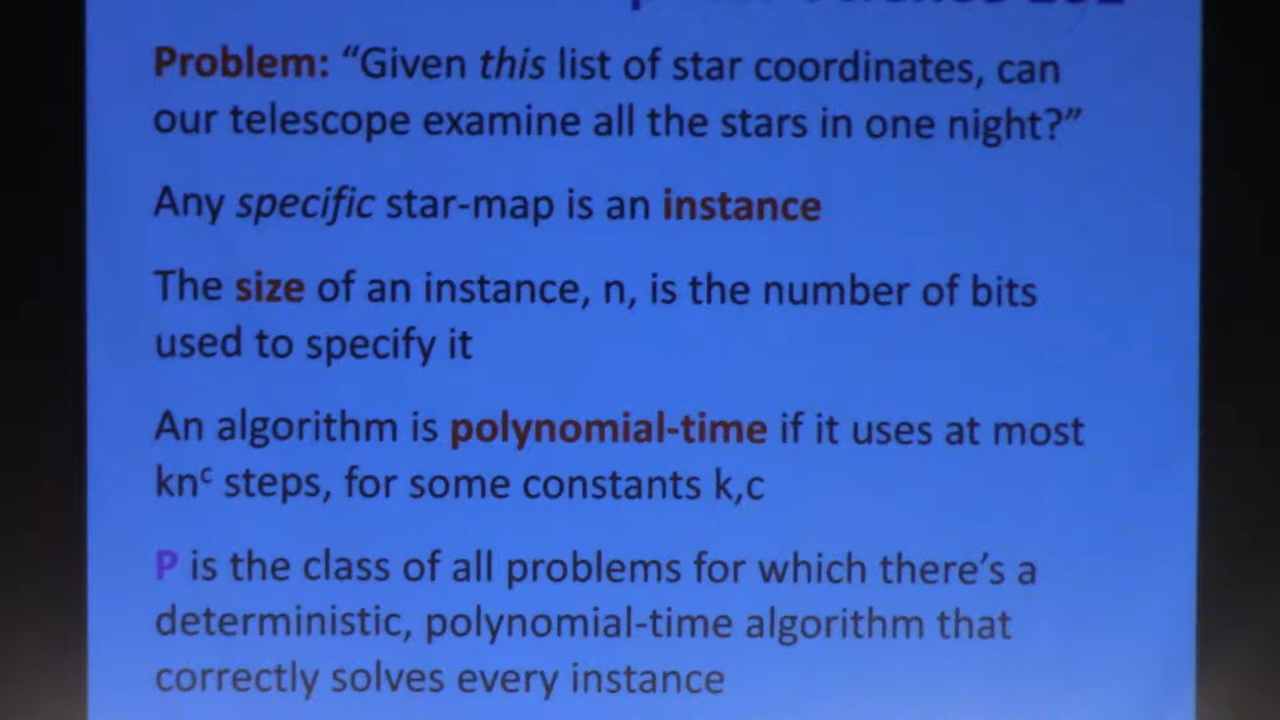 Problem: “Given this list of star coordinates, can
our telescope examine all the stars in one night?”
Any specific star-map is an instance
The size of an instance, n, is the number of bits
used to specify it
An algorithm is polynomial-time if it uses at most
knᶜ steps, for some constants k,c
P is the class of all problems for which there’s a
deterministic, polynomial-time algorithm that
correctly solves every instance